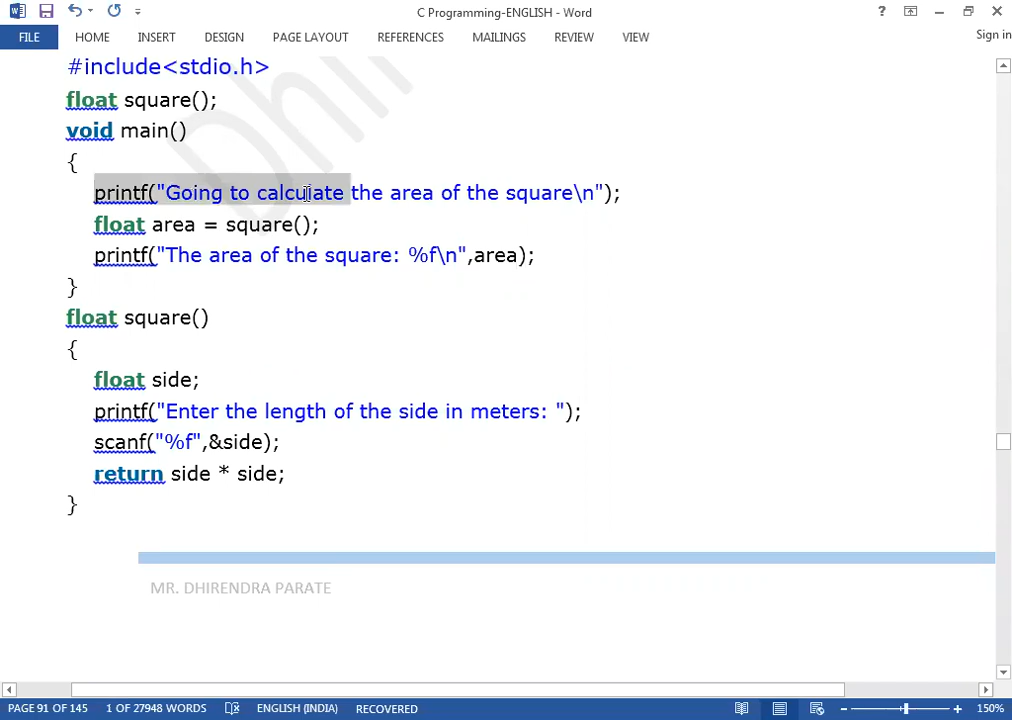 C Programming-ENGLISH - Word
?
Sign in
FILE HOME INSERT DESIGN PAGE LAYOUT REFERENCES MAILINGS REVIEW VIEW
#include<stdio.h>
float square();
void main()
{
printf("Going to calculate the area of the square\n");
float area = square();
printf("The area of the square: %f\n",area);
}
float square()
{
float side;
printf("Enter the length of the side in meters: ");
scanf("%f",&side);
return side * side;
}
MR. DHIRENDRA PARATE
PAGE 91 OF 145 1 OF 27948 WORDS ENGLISH (INDIA) RECOVERED 150%